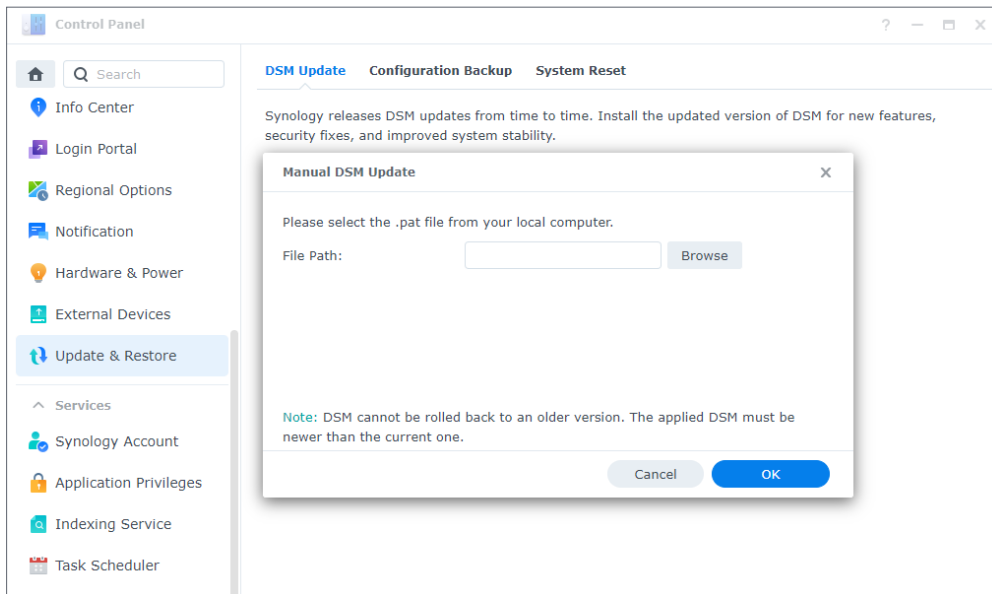 Control Panel
?
Search
Info Center
Login Portal
Regional Options
Notification
Hardware & Power
External Devices
Update & Restore
Services
Synology Account
Application Privileges
Indexing Service
Task Scheduler
DSM Update Configuration Backup System Reset
Synology releases DSM updates from time to time. Install the updated version of DSM for new features,
security fixes, and improved system stability.
Manual DSM Update
Please select the .pat file from your local computer.
File Path: Browse
Note: DSM cannot be rolled back to an older version. The applied DSM must be
newer than the current one.
Cancel OK